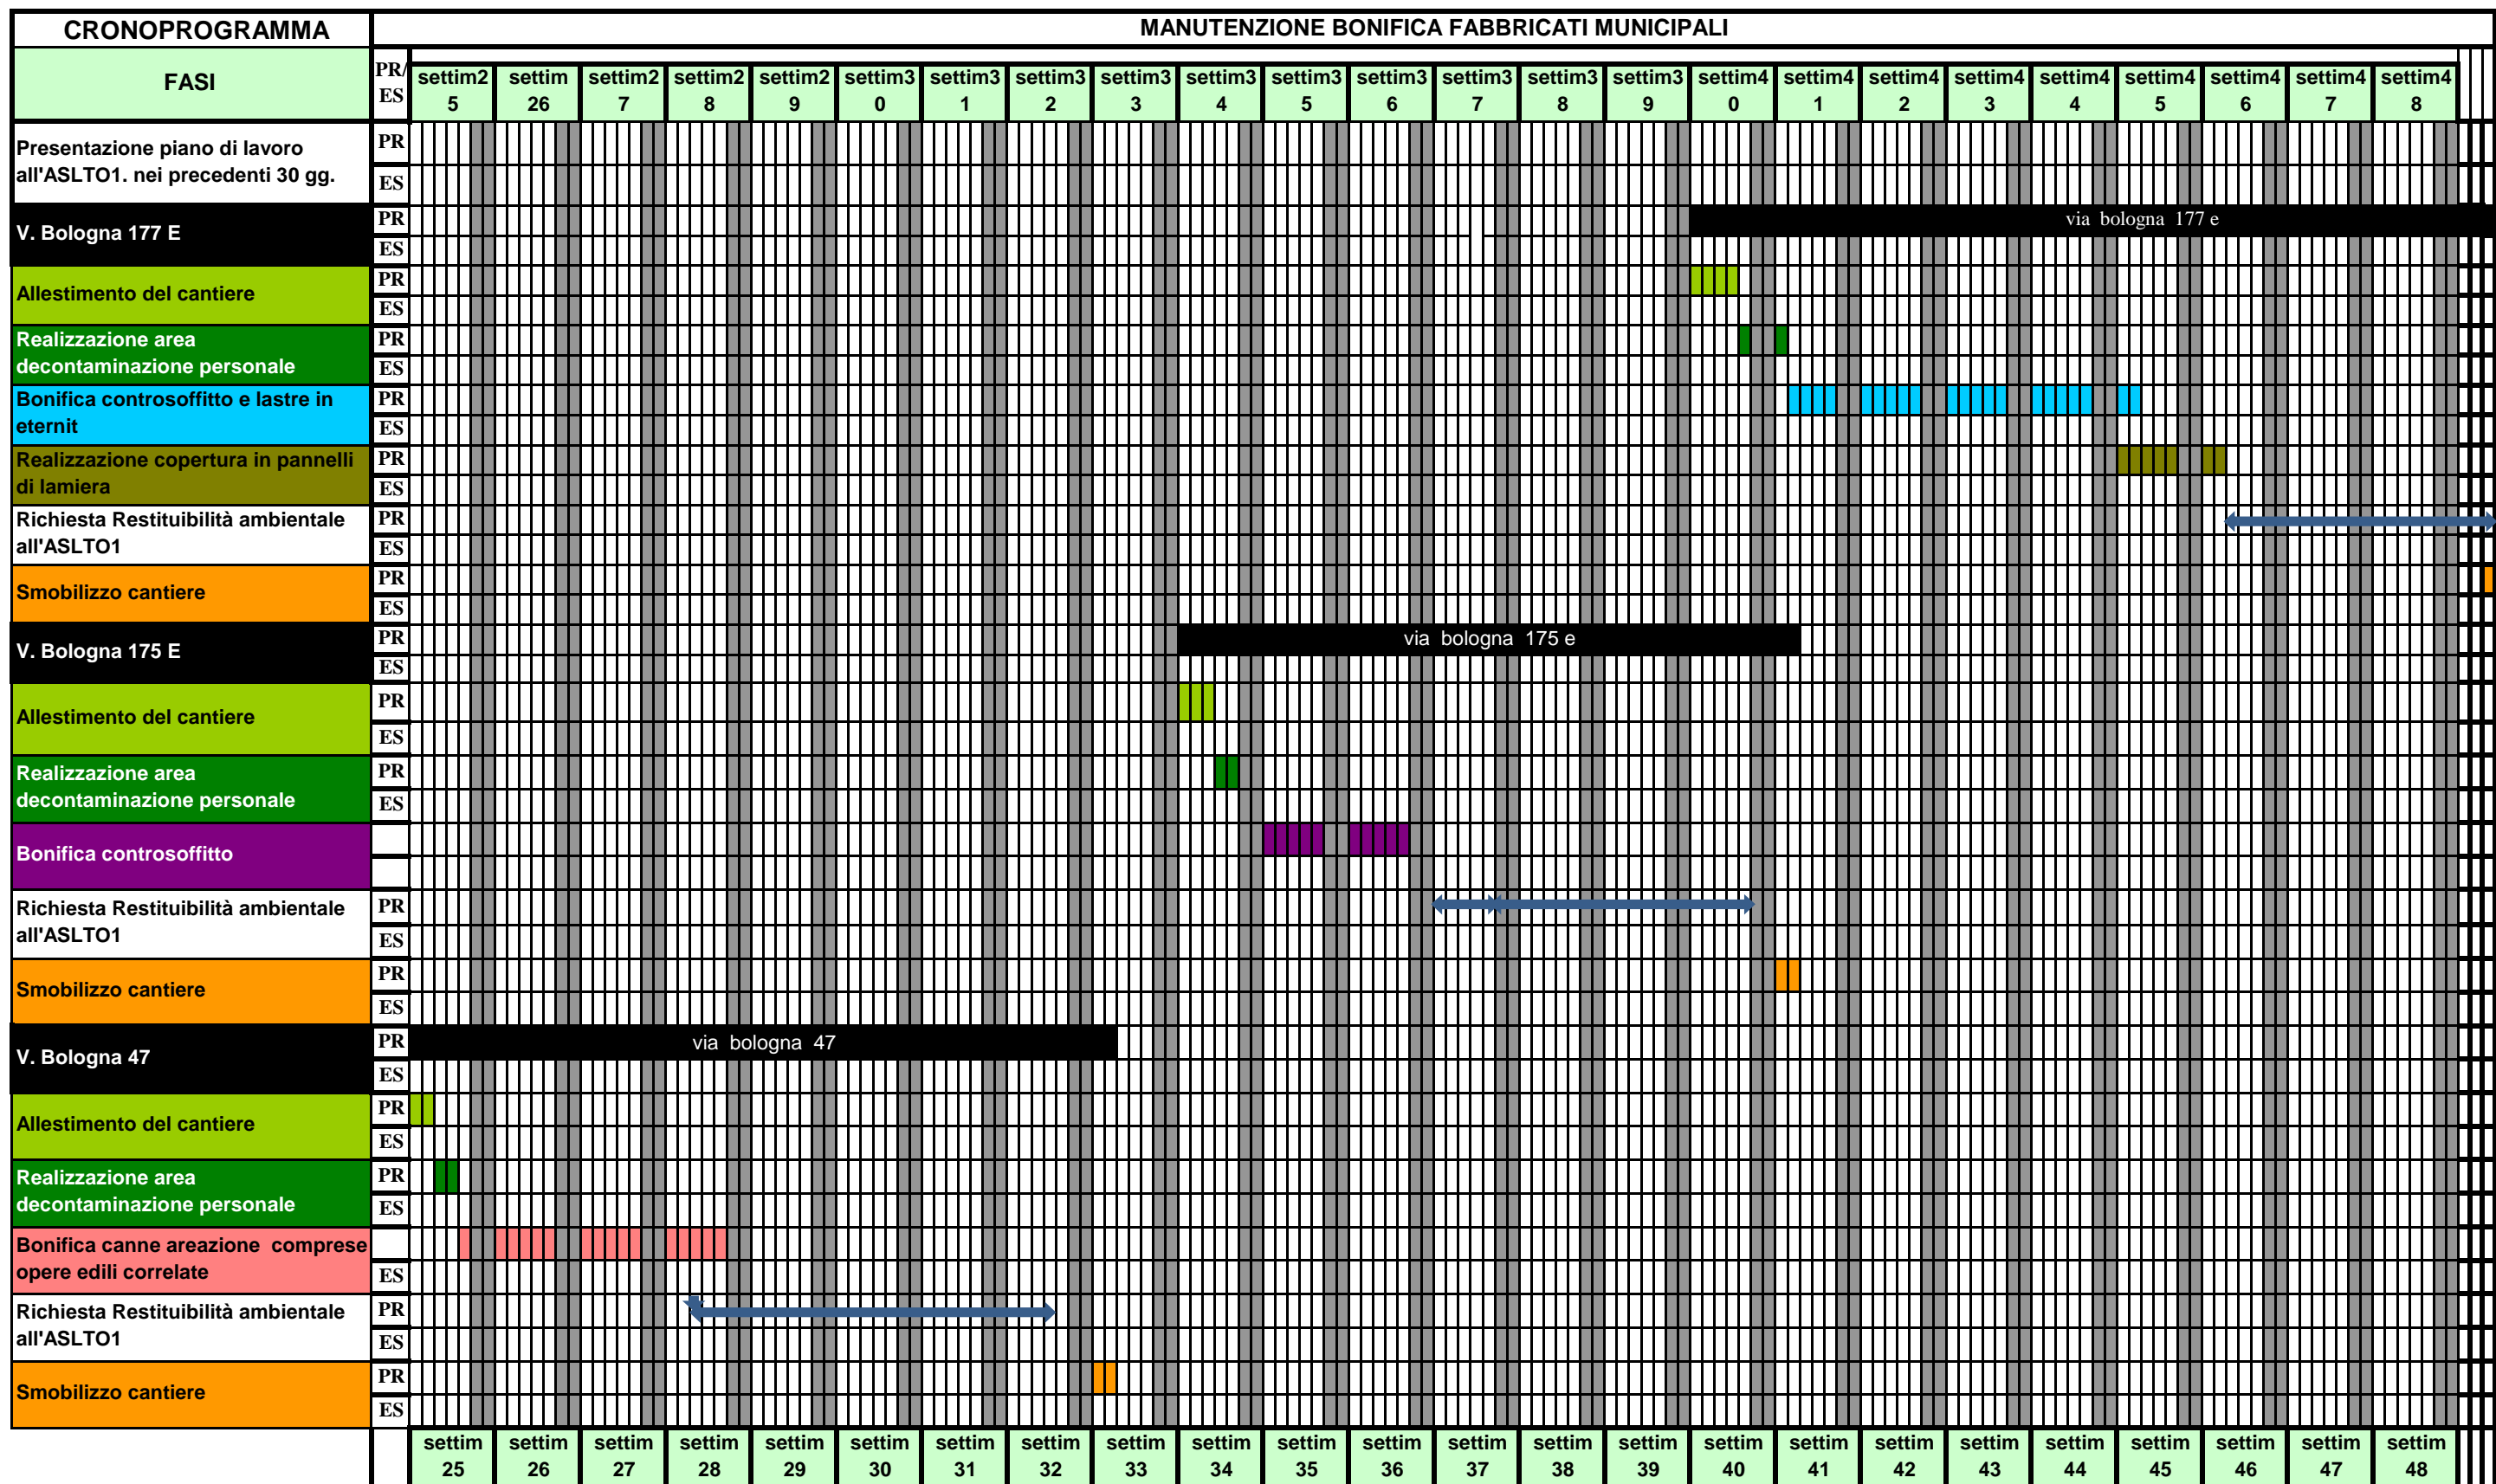 CRONOPROGRAMMA
MANUTENZIONE BONIFICA FABBRICATI MUNICIPALI
FASI
PR/
ES
settim2
5
settim
26
settim2
7
settim2
8
settim2
9
settim3
0
settim3
1
settim3
2
settim3
3
settim3
4
settim3
5
settim3
6
settim3
7
settim3
8
settim3
9
settim4
0
settim4
1
settim4
2
settim4
3
settim4
4
settim4
5
settim4
6
settim4
7
settim4
8
Presentazione piano di lavoro
all'ASLTO1. nei precedenti 30 gg.
PR
ES
V. Bologna 177 E
PR
via bologna 177 e
ES
Allestimento del cantiere
PR
ES
Realizzazione area
decontaminazione personale
PR
ES
Bonifica controsoffitto e lastre in
eternit
PR
ES
Realizzazione copertura in pannelli
di lamiera
PR
ES
Richiesta Restituibilità ambientale
all'ASLTO1
PR
ES
Smobilizzo cantiere
PR
ES
V. Bologna 175 E
PR
via bologna 175 e
ES
Allestimento del cantiere
PR
ES
Realizzazione area
decontaminazione personale
PR
ES
Bonifica controsoffitto
Richiesta Restituibilità ambientale
all'ASLTO1
PR
ES
Smobilizzo cantiere
PR
ES
V. Bologna 47
PR
via bologna 47
ES
Allestimento del cantiere
PR
ES
Realizzazione area
decontaminazione personale
PR
ES
Bonifica canne areazione comprese
opere edili correlate
ES
Richiesta Restituibilità ambientale
all'ASLTO1
PR
ES
Smobilizzo cantiere
PR
ES
settim
25
settim
26
settim
27
settim
28
settim
29
settim
30
settim
31
settim
32
settim
33
settim
34
settim
35
settim
36
settim
37
settim
38
settim
39
settim
40
settim
41
settim
42
settim
43
settim
44
settim
45
settim
46
settim
47
settim
48